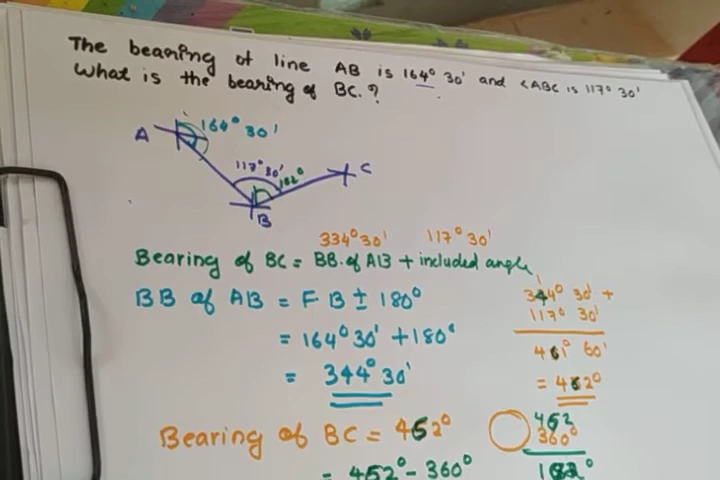 The bearing of line AB is 164° 30' and <ABC is 117° 30'
What is the bearing of BC.?
A 164° 30'
117° 30' 102° C
B
334° 30' 117° 30'
Bearing of BC = BB. of AB + included angle
BB of AB = FB ± 180°
= 164° 30' + 180°
= 344° 30'
1
344° 30' +
117° 30'
461° 60'
= 462°
Bearing of BC = 462°
= 462° - 360°
462
360°
102°